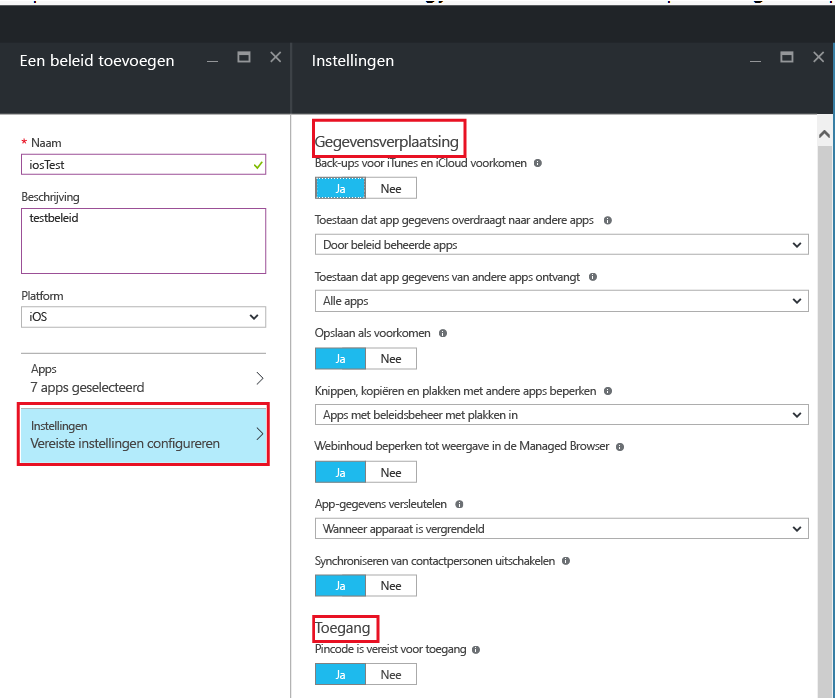 Een beleid toevoegen
* Naam
iosTest
Beschrijving
testbeleid
Platform
iOS
Apps
7 apps geselecteerd
Instellingen
Vereiste instellingen configureren
Instellingen
Gegevensverplaatsing
Back-ups voor iTunes en iCloud voorkomen
Ja Nee
Toestaan dat app gegevens overdraagt naar andere apps
Door beleid beheerde apps
Toestaan dat app gegevens van andere apps ontvangt
Alle apps
Opslaan als voorkomen
Ja Nee
Knippen, kopiëren en plakken met andere apps beperken
Apps met beleidsbeheer met plakken in
Webinhoud beperken tot weergave in de Managed Browser
Ja Nee
App-gegevens versleutelen
Wanneer apparaat is vergrendeld
Synchroniseren van contactpersonen uitschakelen
Ja Nee
Toegang
Pincode is vereist voor toegang
Ja Nee